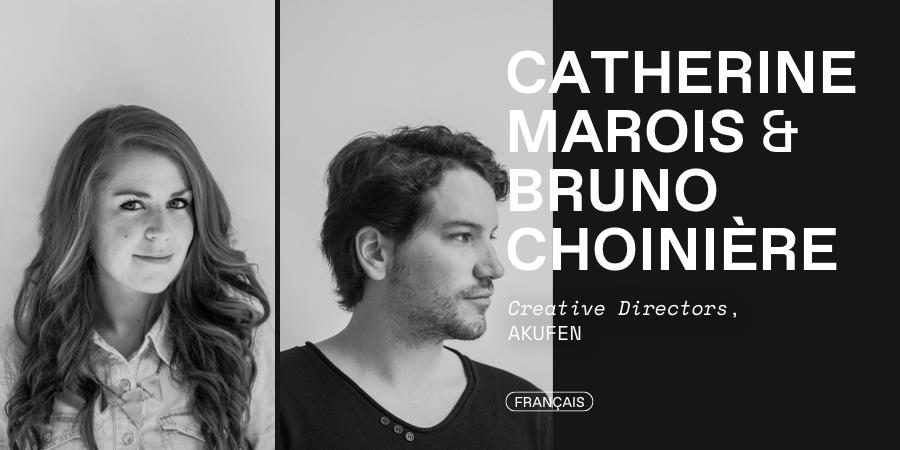 CATHERINE
MAROIS &
BRUNO
CHOINIÈRE
Creative Directors,
AKUFEN
FRANÇAIS